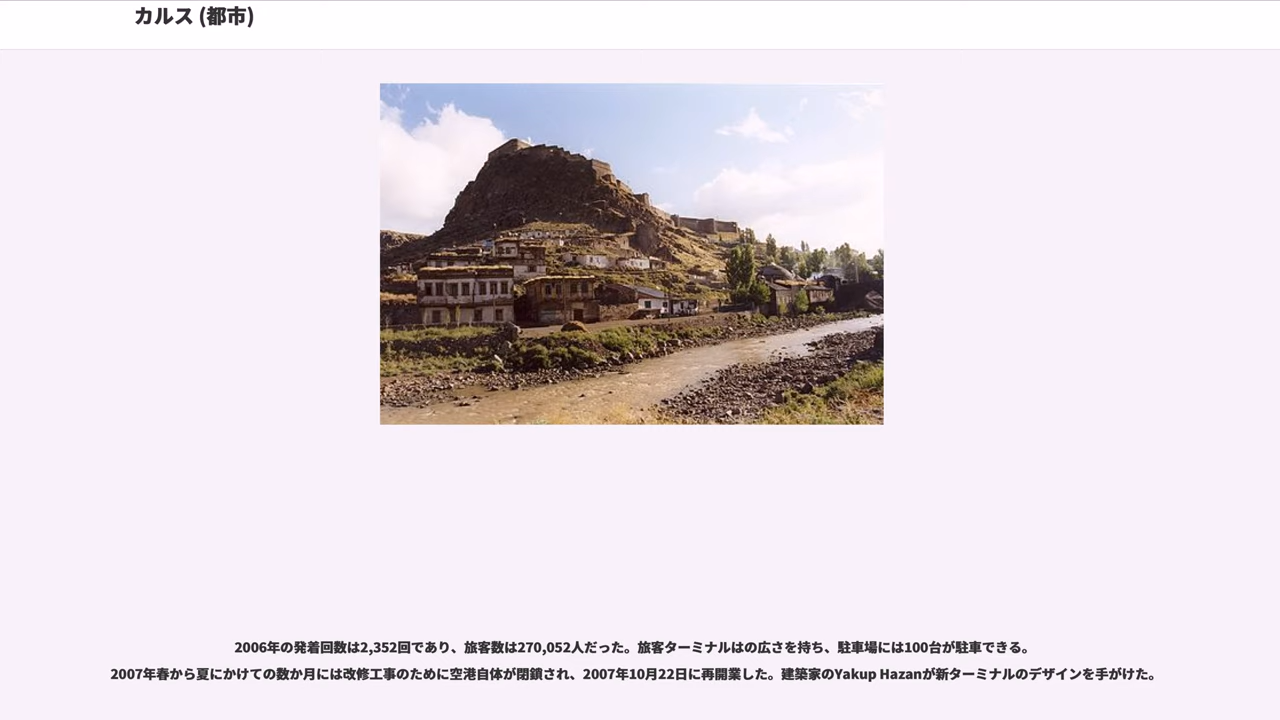 カルス (都市)
2006年の発着回数は2,352回であり、旅客数は270,052人だった。旅客ターミナルはの広さを持ち、駐車場には100台が駐車できる。
2007年春から夏にかけての数か月には改修工事のために空港自体が閉鎖され、2007年10月22日に再開業した。建築家のYakup Hazanが新ターミナルのデザインを手がけた。